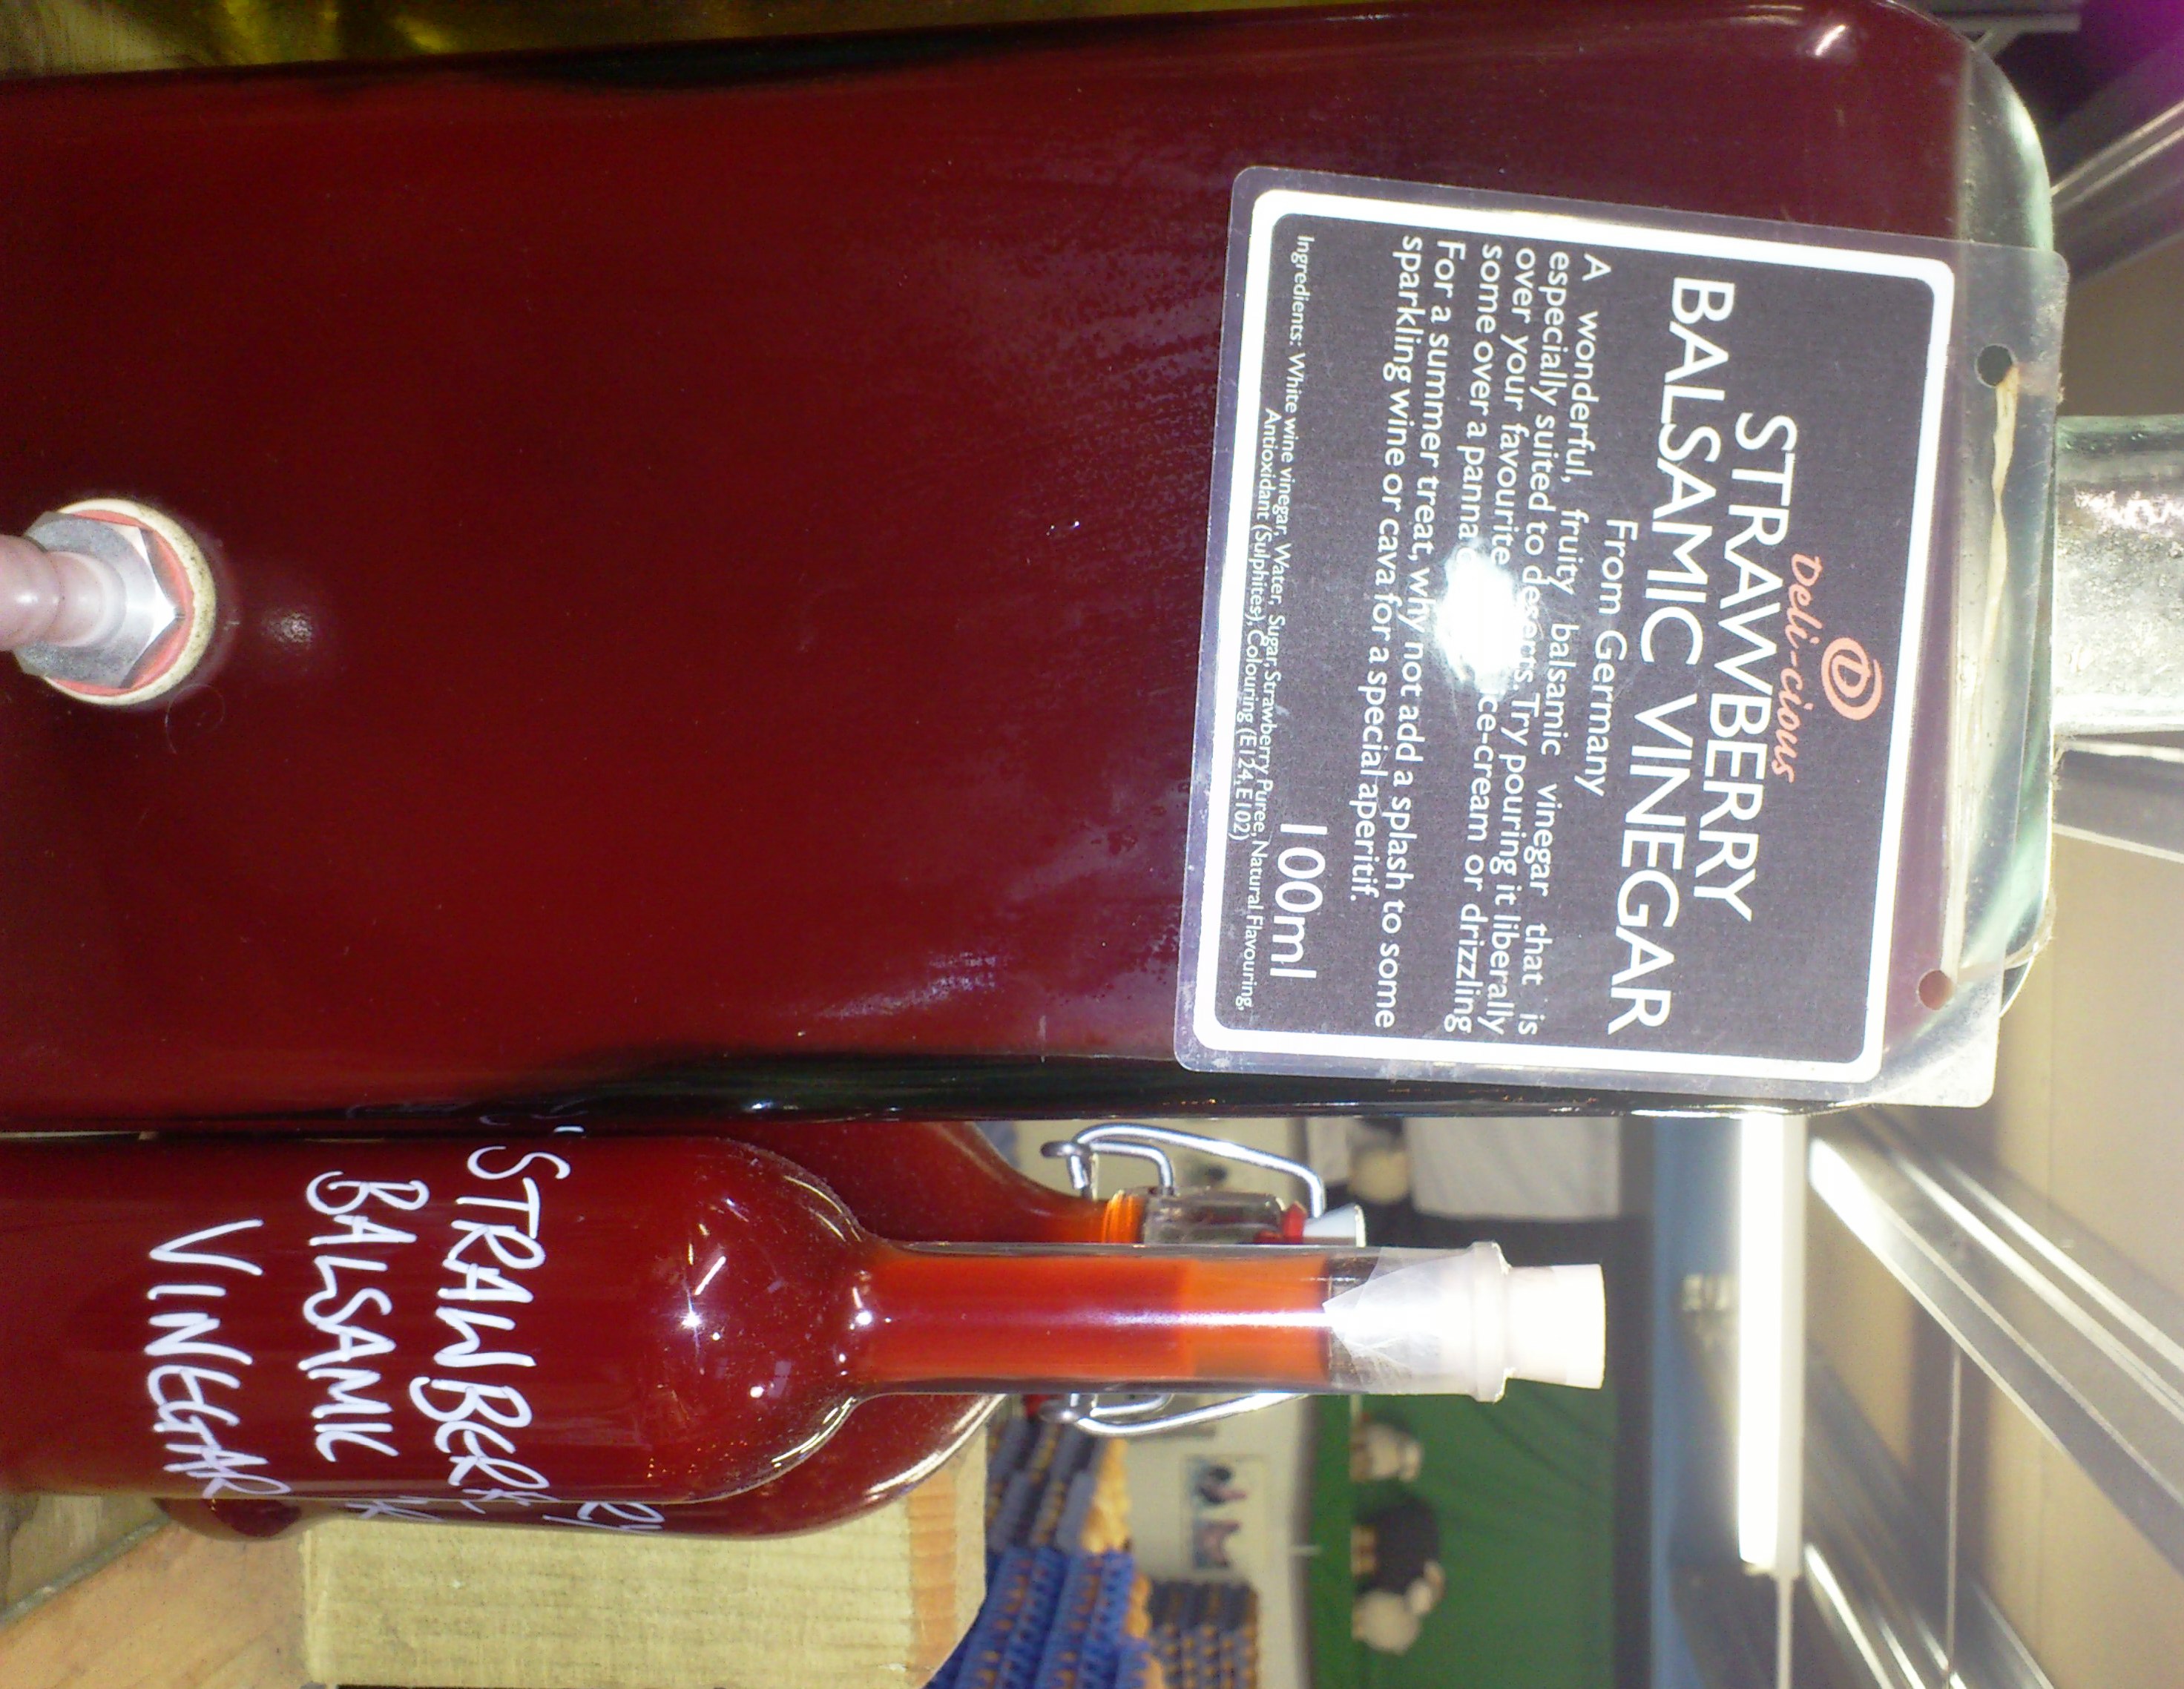 D
Deli-cious
STRAWBERRY
BALSAMIC VINEGAR
From Germany
A wonderful, fruity balsamic vinegar that is
especially suited to deserts. Try pouring it liberally
over your favourite ice-cream or drizzling
some over a panna
For a summer treat, why not add a splash to some
sparkling wine or cava for a special aperitif.
100ml
Ingredients: White wine vinegar, Water, Sugar, Strawberry Puree, Natural Flavouring,
Antioxidant (Sulphites), Colouring (E124, E102)
STRAWBERRY
BALSAMIC
VINEGAR